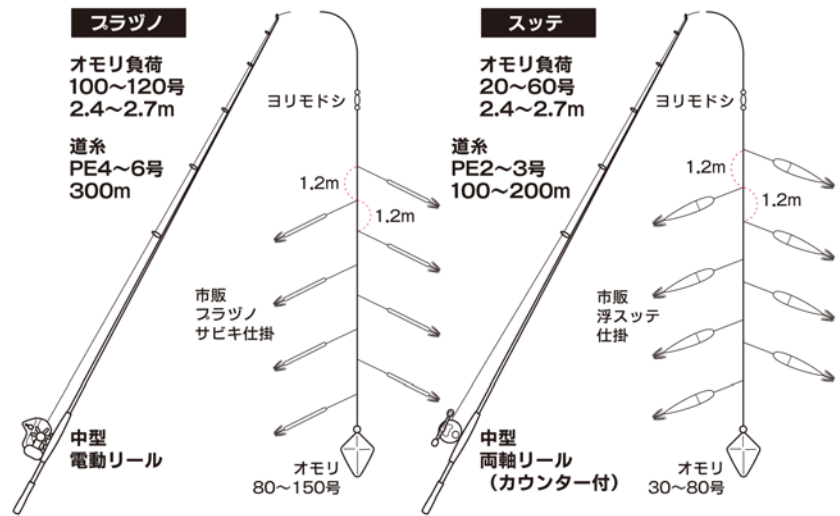 プラヅノ
オモリ負荷
100〜120号
2.4〜2.7m
道糸
PE4〜6号
300m
ヨリモドシ
1.2m
1.2m
市販
プラヅノ
サビキ仕掛
中型
電動リール
オモリ
80〜150号
スッテ
オモリ負荷
20〜60号
2.4〜2.7m
道糸
PE2〜3号
100〜200m
ヨリモドシ
1.2m
1.2m
市販
浮スッテ
仕掛
中型
両軸リール
（カウンター付）
オモリ
30〜80号